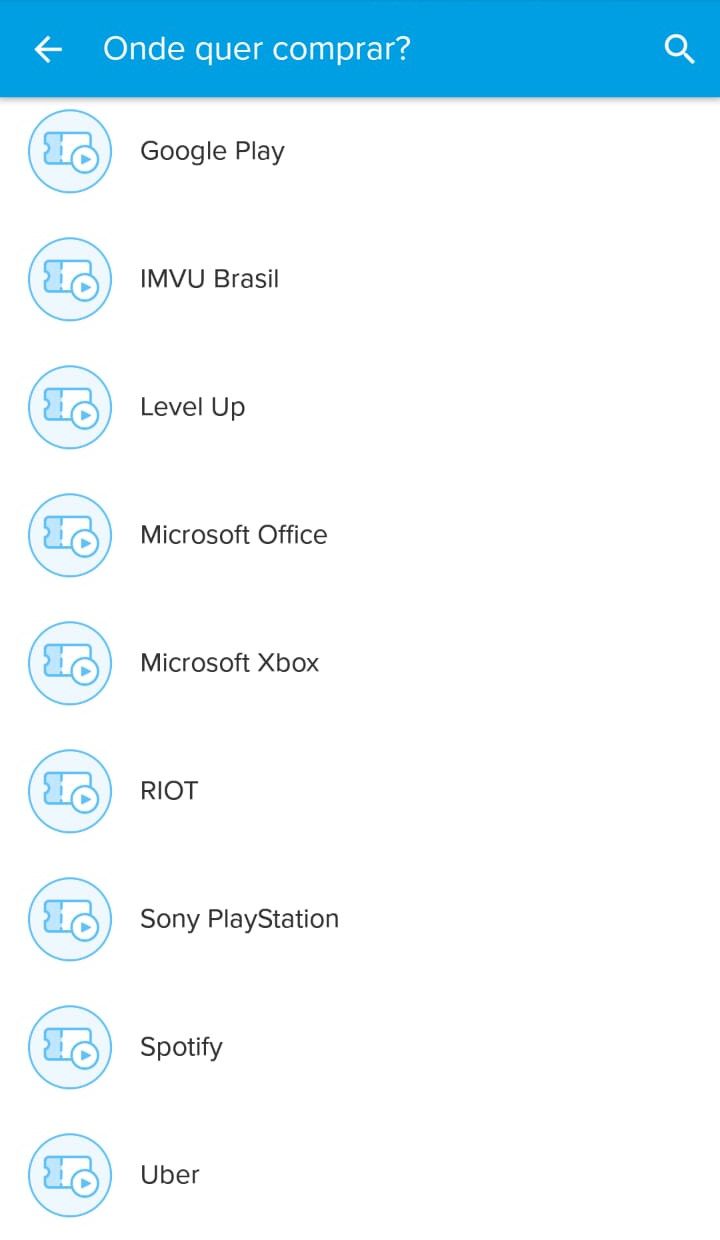 Onde quer comprar?
Google Play
IMVU Brasil
Level Up
Microsoft Office
Microsoft Xbox
RIOT
Sony PlayStation
Spotify
Uber